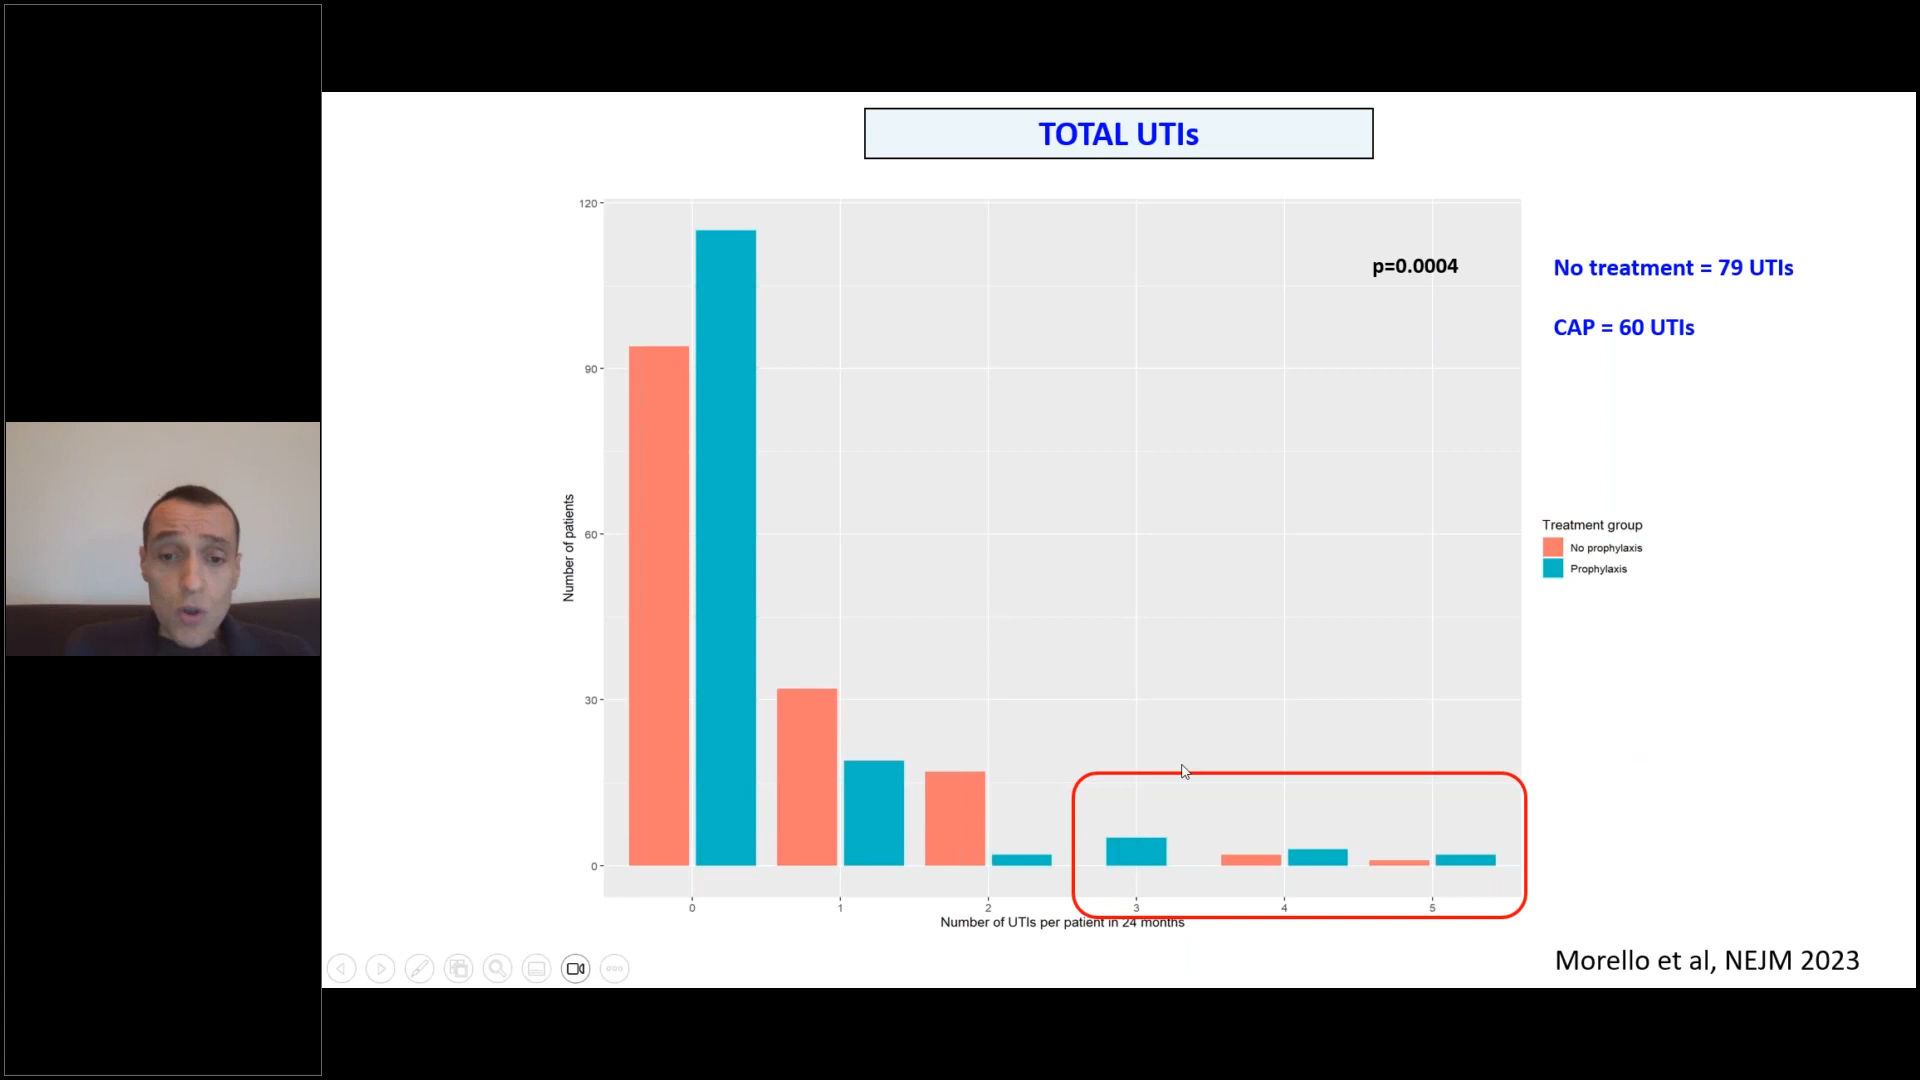 TOTAL UTIs
120
90
60
30
0
Number of patients
p=0.0004
0 1 2 3 4 5
Number of UTIs per patient in 24 months
No treatment = 79 UTIs
CAP = 60 UTIs
Treatment group
No prophylaxis
Prophylaxis
Morello et al, NEJM 2023